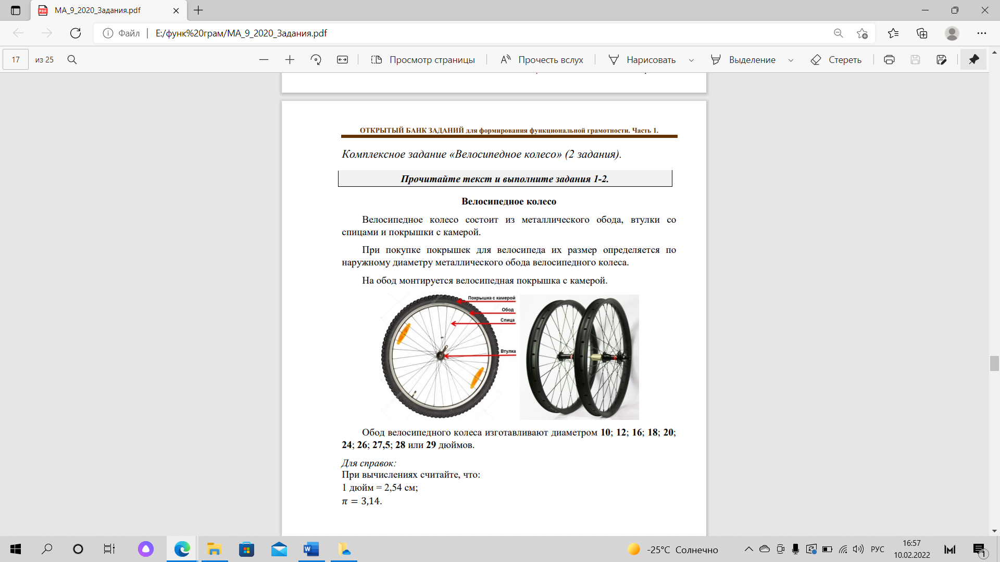 МА_9_2020_Задания.pdf
Файл
E:/функ%20грам/МА_9_2020_Задания.pdf
17
из 25
Просмотр страницы
Прочесть вслух
Нарисовать
Выделение
Стереть
ОТКРЫТЫЙ БАНК ЗАДАНИЙ для формирования функциональной грамотности. Часть 1.
Комплексное задание «Велосипедное колесо» (2 задания).
Прочитайте текст и выполните задания 1-2.
Велосипедное колесо
Велосипедное колесо состоит из металлического обода, втулки со
спицами и покрышки с камерой.
При покупке покрышек для велосипеда их размер определяется по
наружному диаметру металлического обода велосипедного колеса.
На обод монтируется велосипедная покрышка с камерой.
Покрышка с камерой
Обод
Спица
Втулка
Обод велосипедного колеса изготавливают диаметром 10; 12; 16; 18; 20;
24; 26; 27,5; 28 или 29 дюймов.
Для справок:
При вычислениях считайте, что:
1 дюйм = 2,54 см;
π = 3,14.
-25°C Солнечно
РУС
16:57
10.02.2022
1